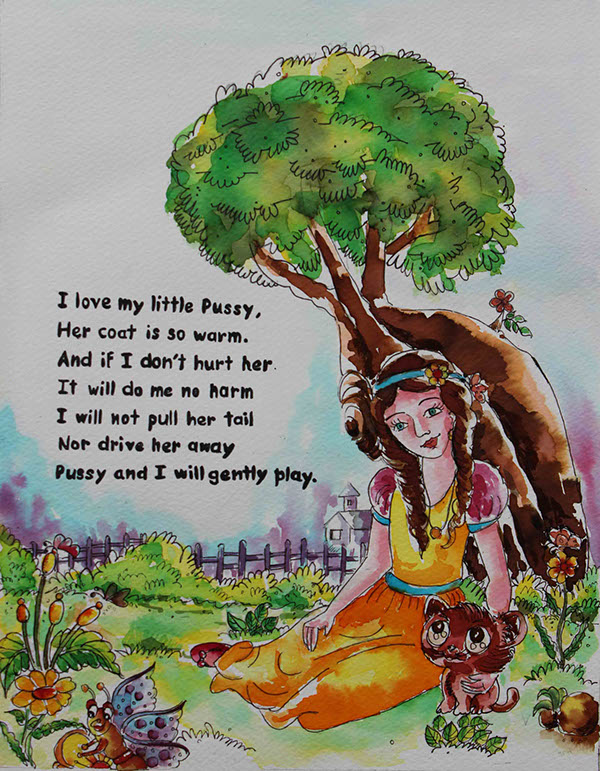 I love my little Pussy,
Her coat is so warm.
And if I don't hurt her.
It will do me no harm
I will not pull her tail
Nor drive her away
Pussy and I will gently play.